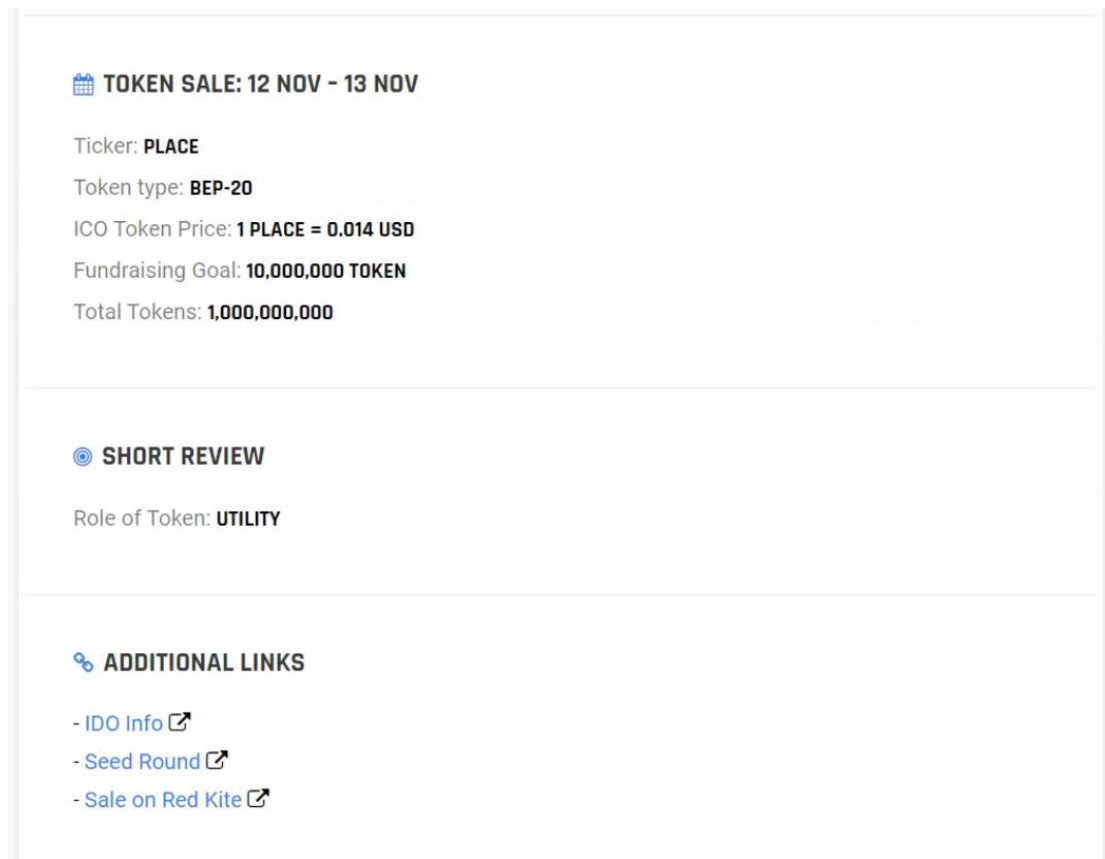 TOKEN SALE: 12 NOV – 13 NOV
Ticker: PLACE
Token type: BEP-20
ICO Token Price: 1 PLACE = 0.014 USD
Fundraising Goal: 10,000,000 TOKEN
Total Tokens: 1,000,000,000
SHORT REVIEW
Role of Token: UTILITY
ADDITIONAL LINKS
- IDO Info
- Seed Round
- Sale on Red Kite